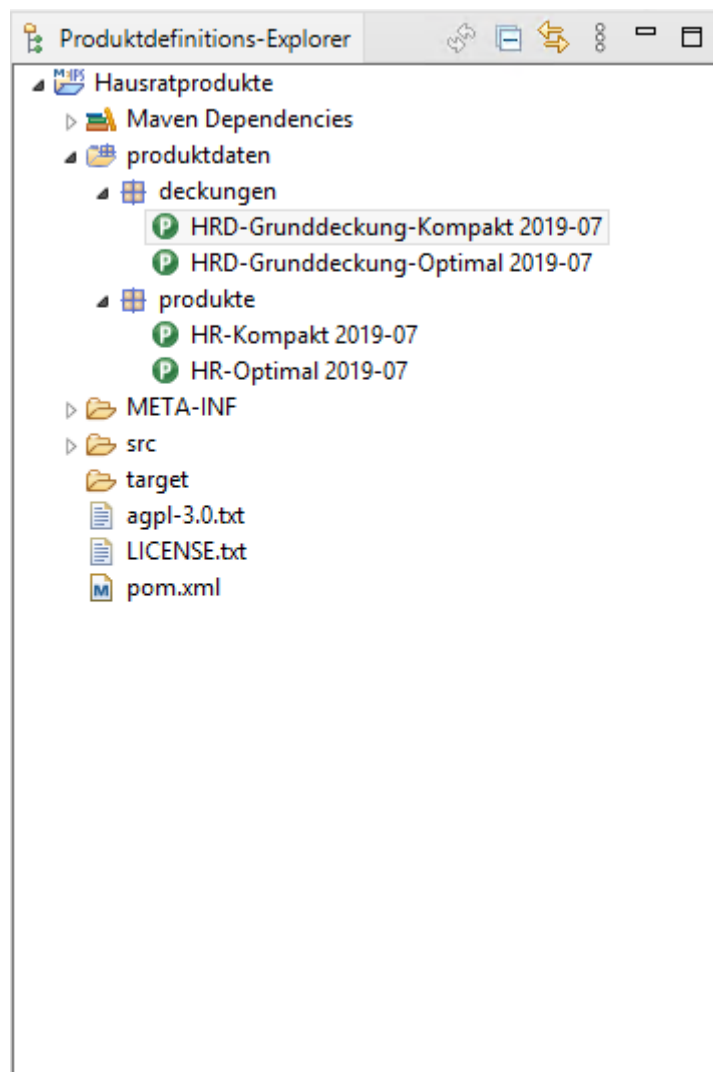 Produktdefinitions-Explorer
Hausratprodukte
Maven Dependencies
produktdaten
deckungen
HRD-Grunddeckung-Kompakt 2019-07
HRD-Grunddeckung-Optimal 2019-07
produkte
HR-Kompakt 2019-07
HR-Optimal 2019-07
META-INF
src
target
agpl-3.0.txt
LICENSE.txt
pom.xml